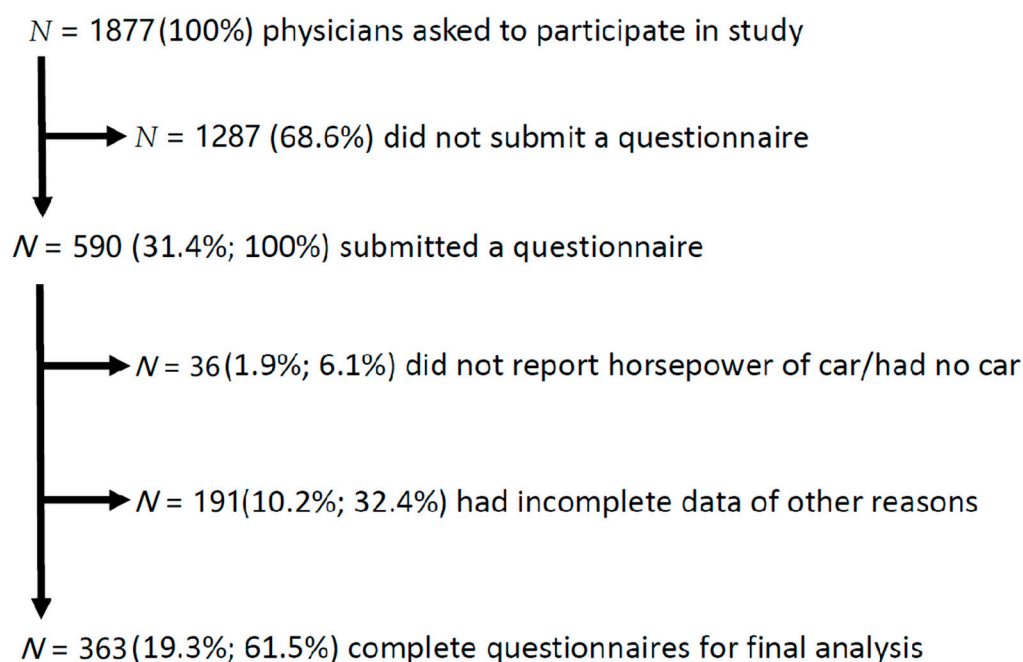 N = 1877(100%) physicians asked to participate in study
N = 1287 (68.6%) did not submit a questionnaire
N = 590 (31.4%; 100%) submitted a questionnaire
N = 36(1.9%; 6.1%) did not report horsepower of car/had no car
N = 191(10.2%; 32.4%) had incomplete data of other reasons
N = 363(19.3%; 61.5%) complete questionnaires for final analysis